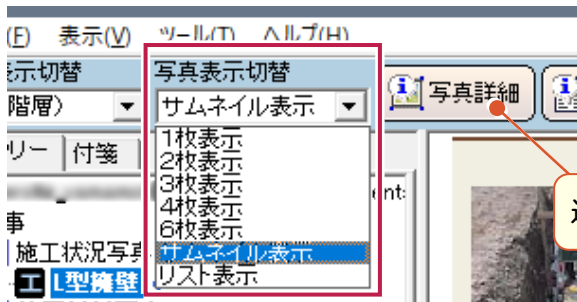 (F) 表示(V) ツール(T) ヘルプ(H)
表示切替
写真表示切替
階層)
サムネイル表示
写真詳細
リー
付箋
1枚表示
2枚表示
3枚表示
4枚表示
6枚表示
サムネイル表示
リスト表示
事
施工状況写真
工 L型擁壁